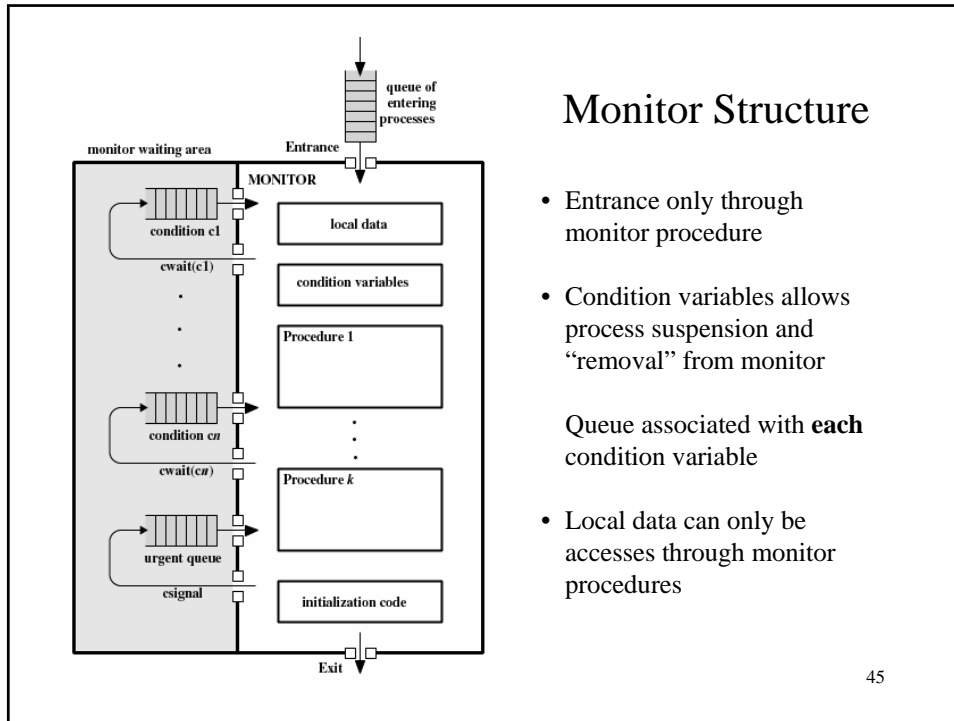 queue of
entering
processes
Entrance
monitor waiting area
MONITOR
condition c1
cwait(c1)
.
.
.
condition cn
cwait(cn)
urgent queue
csignal
local data
condition variables
Procedure 1
.
.
.
Procedure k
initialization code
Exit
Monitor Structure
• Entrance only through
monitor procedure
• Condition variables allows
process suspension and
“removal” from monitor
Queue associated with each
condition variable
• Local data can only be
accesses through monitor
procedures
45